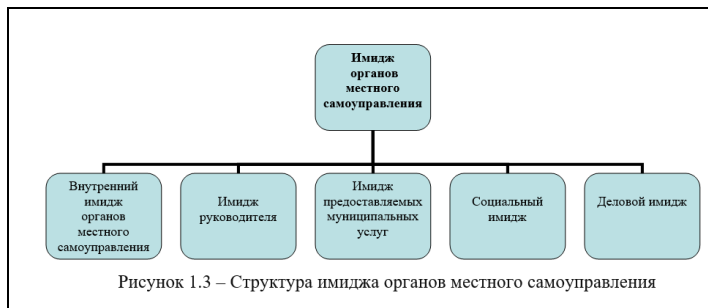 Имидж
органов
местного
самоуправления
Внутренний
имидж
органов
местного
самоуправления
Имидж
руководителя
Имидж
предоставляемых
муниципальных
услуг
Социальный
имидж
Деловой имидж
Рисунок 1.3 – Структура имиджа органов местного самоуправления